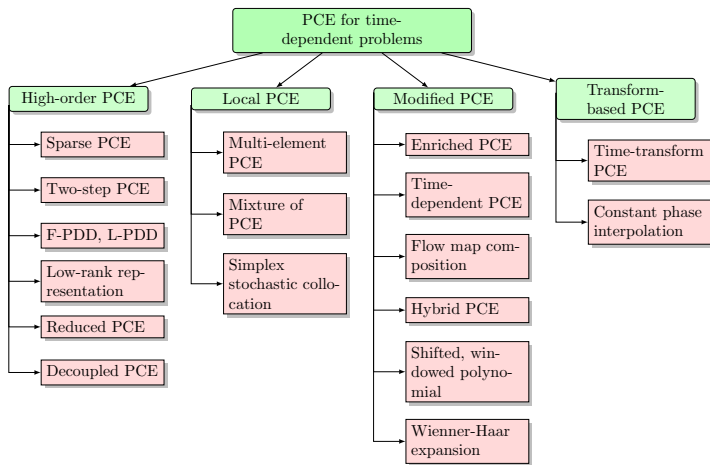 PCE for time-
dependent problems
High-order PCE
Sparse PCE
Two-step PCE
F-PDD, L-PDD
Low-rank rep-
resentation
Reduced PCE
Decoupled PCE
Local PCE
Multi-element
PCE
Mixture of
PCE
Simplex
stochastic collo-
cation
Modified PCE
Enriched PCE
Time-
dependent PCE
Flow map com-
position
Hybrid PCE
Shifted, win-
dowed polyno-
mial
Wienner-Haar
expansion
Transform-
based PCE
Time-transform
PCE
Constant phase
interpolation